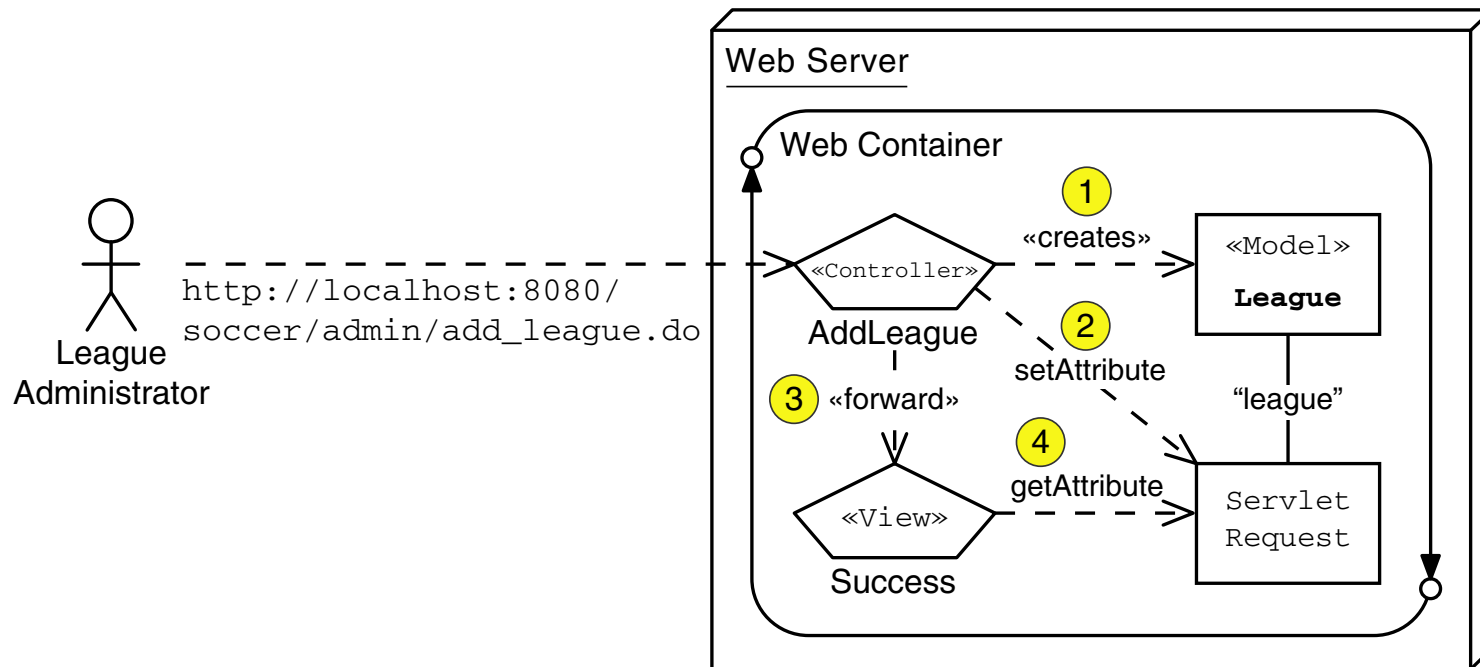 Web Server
Web Container
1
«creates»
«Model»
League
«Controller»
AddLeague
http://localhost:8080/
soccer/admin/add_league.do
League
Administrator
2
setAttribute
3
«forward»
“league”
4
getAttribute
«View»
Success
Servlet
Request